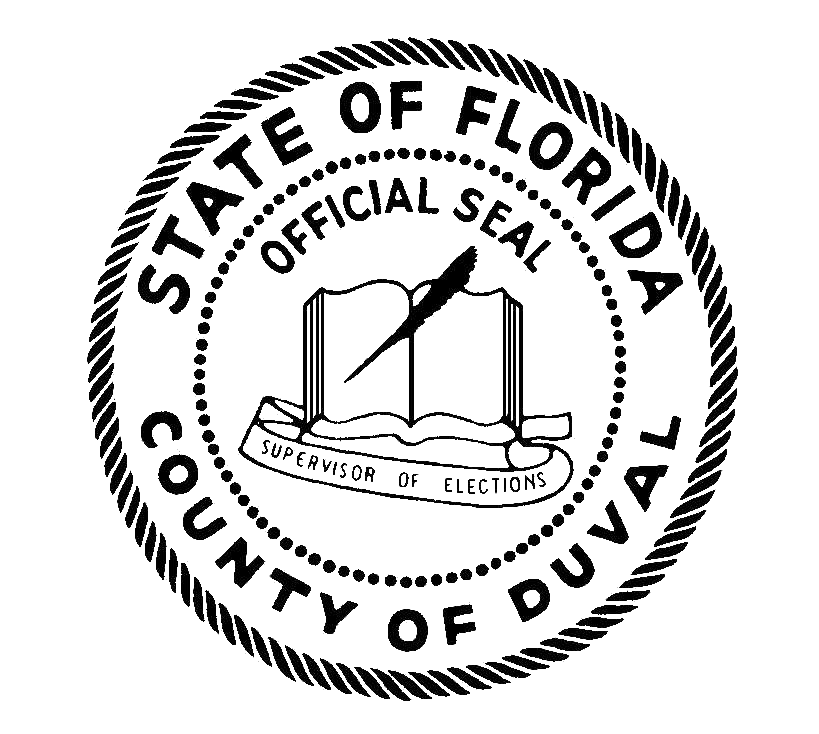 STATE OF FLORIDA
OFFICIAL SEAL
SUPERVISOR OF ELECTIONS
COUNTY OF DUVAL